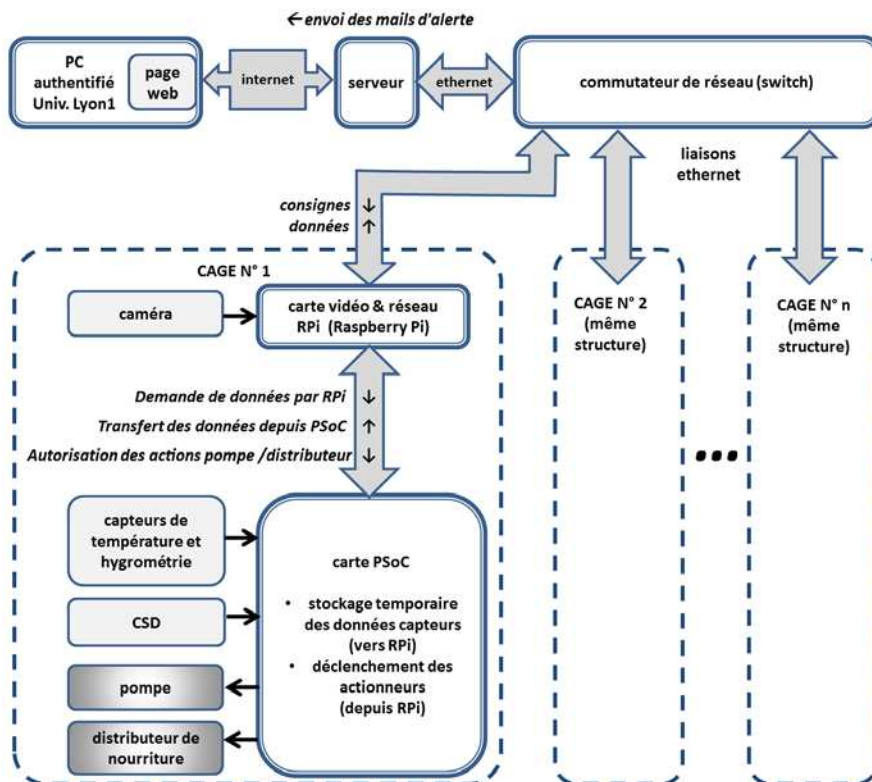 ←envoi des mails d'alerte
PC
authentifié
Univ. Lyon1
page
web
internet
serveur
ethernet
commutateur de réseau (switch)
liaisons
ethernet
consignes ↓
données ↑
CAGE N° 1
caméra
carte vidéo & réseau
RPi (Raspberry Pi)
CAGE N° 2
(même
structure)
CAGE N° n
(même
structure)
Demande de données par RPi ↓
Transfert des données depuis PSoC ↑
Autorisation des actions pompe /distributeur ↓
...
capteurs de
température et
hygrométrie
CSD
pompe
distributeur de
nourriture
carte PSoC
• stockage temporaire
des données capteurs
(vers RPi)
• déclenchement des
actionneurs
(depuis RPi)